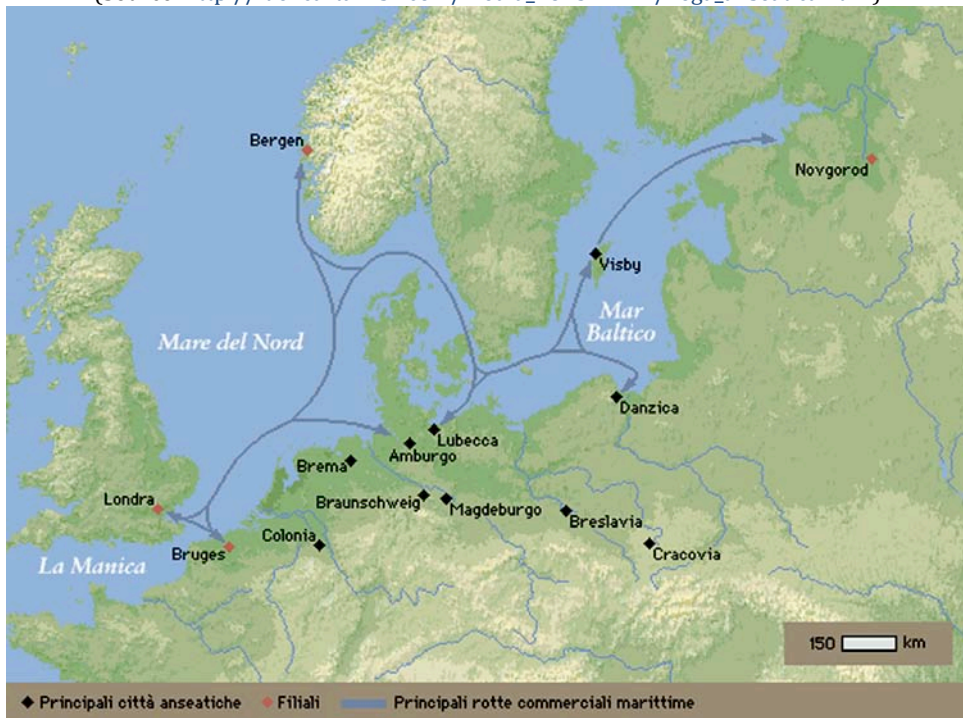 Bergen
Novgorod
Visby
Mar
Baltico
Mare del Nord
Danzica
Lubecca
Amburgo
Brema
Londra
Braunschweig
Magdeburgo
Breslavia
Bruges
Colonia
Cracovia
La Manica
150 km
Principali città anseatiche Filiali Principali rotte commerciali marittime